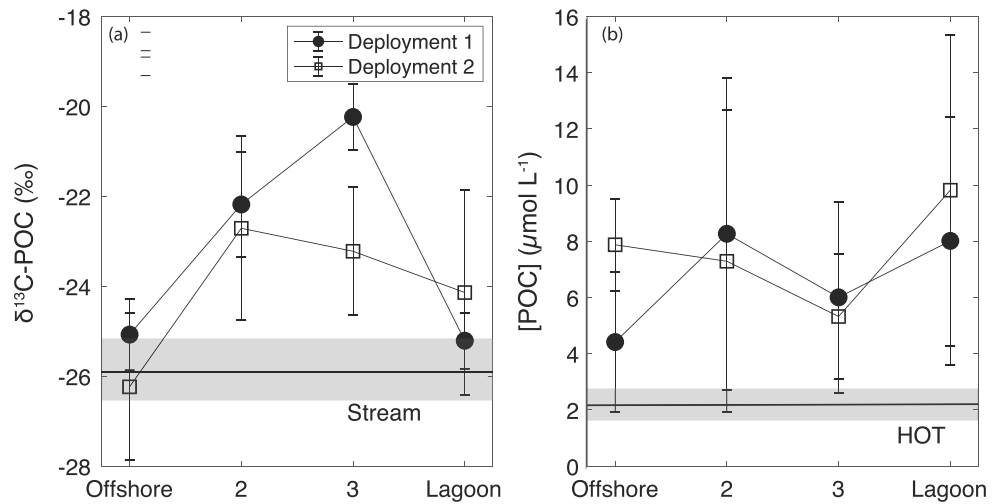 (a)
Deployment 1
Deployment 2
δ¹³C-POC (‰)
-18
-20
-22
-24
-26
-28
Stream
Offshore 2 3 Lagoon
(b)
[POC] (µmol L⁻¹)
16
14
12
10
8
6
4
2
0
HOT
Offshore 2 3 Lagoon